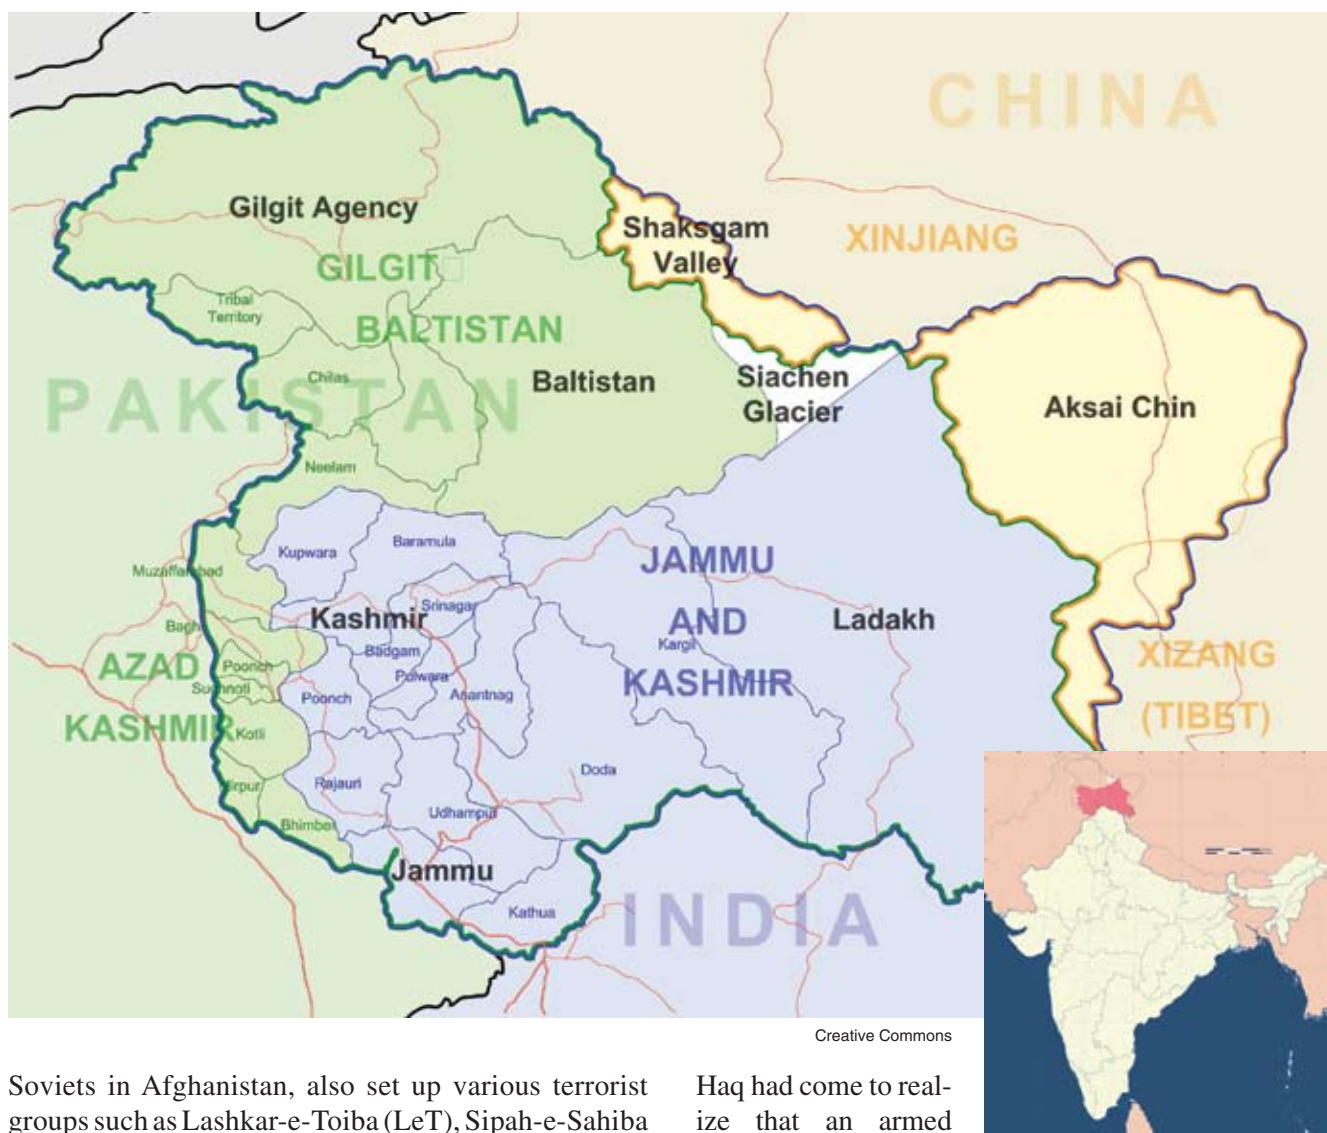 CHINA
Gilgit Agency
Shaksgam
Valley
XINJIANG
GILGIT
Tribal
Territory
BALTISTAN
Chilas
Baltistan
PAKISTAN
Siachen
Glacier
Aksai Chin
Neelam
Kupwara
Baramula
JAMMU
AND
KASHMIR
Muzaffarabad
Kashmir
Srinagar
Ladakh
Bagh
Badgam
Kargil
XIZANG
(TIBET)
AZAD
KASHMIR
Poonch
Pulwara
Sudhnoti
Poonch
Anantnag
Kotli
Doda
Rajauri
Mirpur
Udhampur
Bhimber
Jammu
Kathua
INDIA
Creative Commons
Soviets in Afghanistan, also set up various terrorist
groups such as Lashkar-e-Toiba (LeT), Sipah-e-Sahiba
Haq had come to real-
ize that an armed